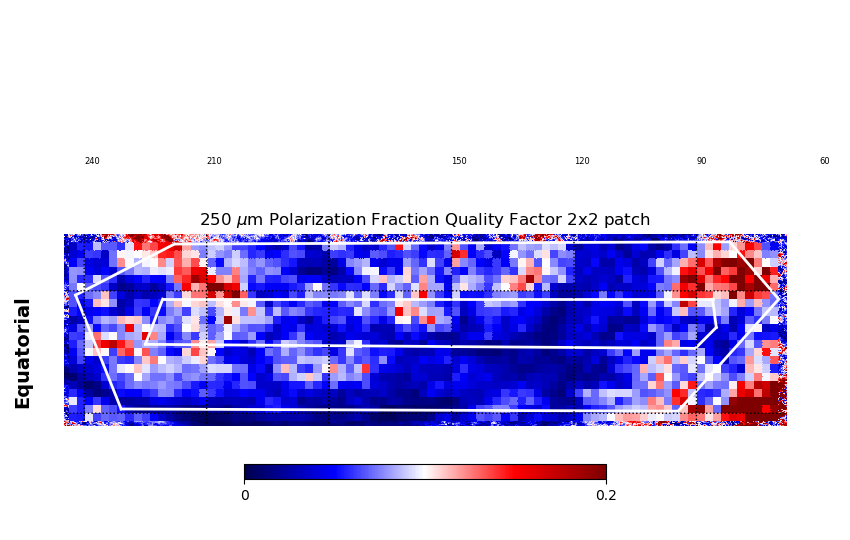 240 210 150 120 90 60
250 μm Polarization Fraction Quality Factor 2x2 patch
Equatorial
0 0.2